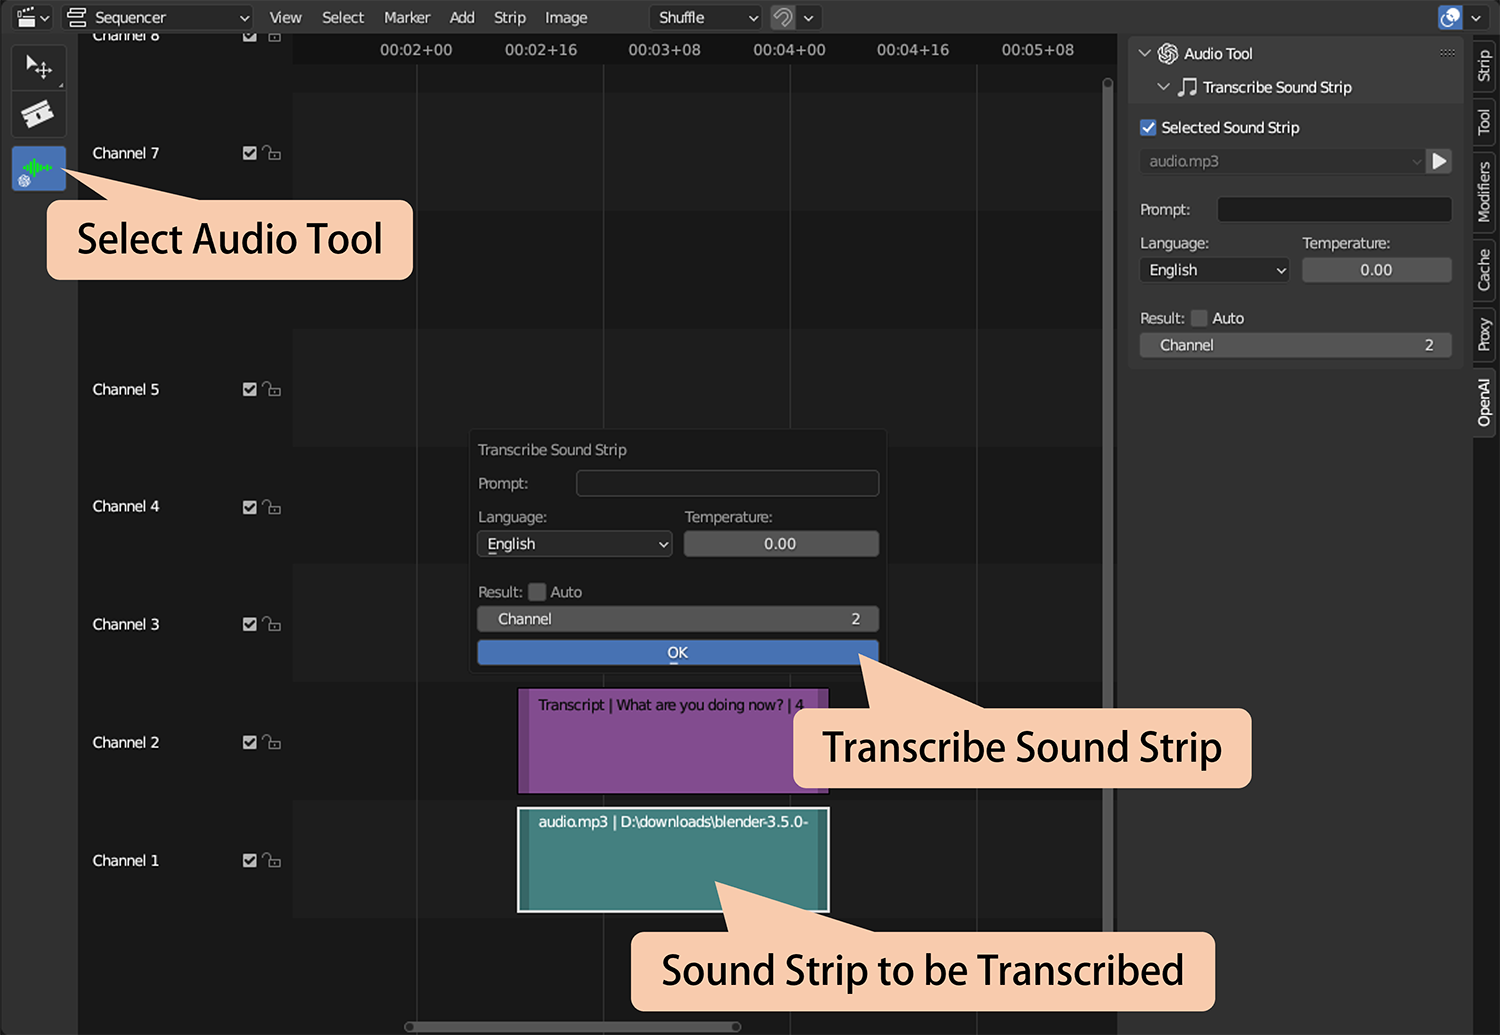 Sequencer
View
Select
Marker
Add
Strip
Image
Shuffle
00:02+00
00:02+16
00:03+08
00:04+00
00:04+16
00:05+08
Channel 8
Channel 7
Select Audio Tool
Channel 5
Channel 4
Channel 3
Channel 2
Channel 1
Transcribe Sound Strip
Prompt:
Language:
Temperature:
English
0.00
Result:
Auto
Channel
2
OK
Transcript | What are you doing now? | 4
Transcribe Sound Strip
audio.mp3 | D:\downloads\blender-3.5.0-
Sound Strip to be Transcribed
Audio Tool
Transcribe Sound Strip
Selected Sound Strip
audio.mp3
Prompt:
Language:
Temperature:
English
0.00
Result:
Auto
Channel
2
Strip
Tool
Modifiers
Cache
Proxy
OpenAI